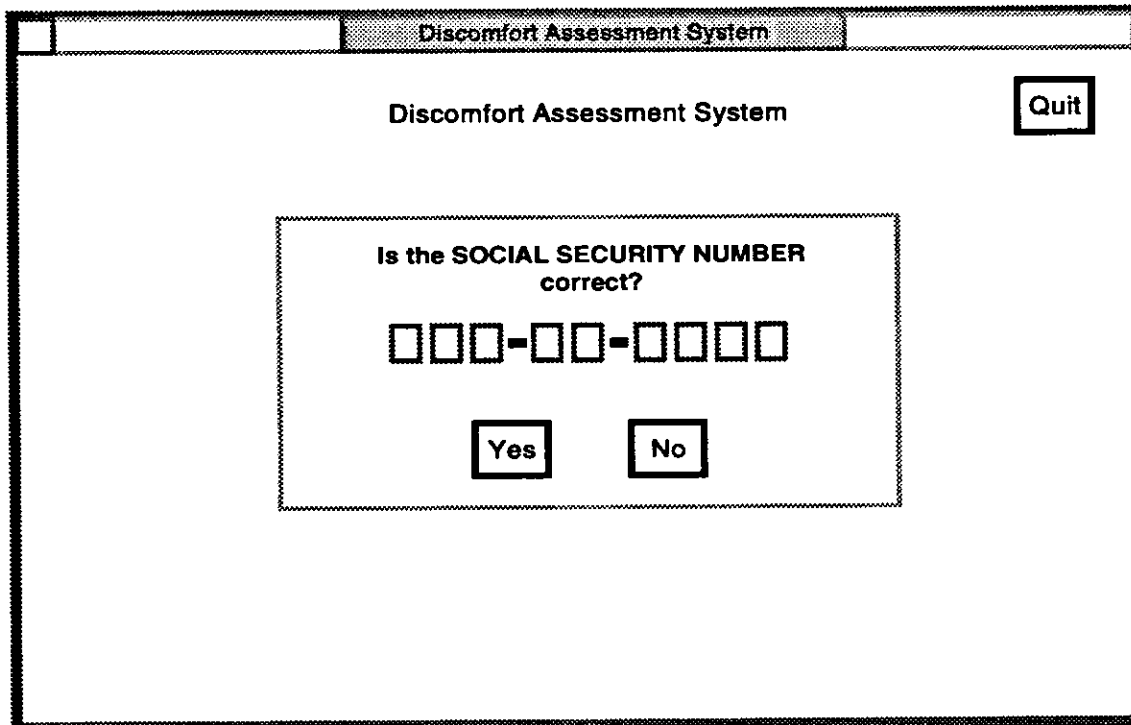 Discomfort Assessment System
Discomfort Assessment System
Quit
Is the SOCIAL SECURITY NUMBER
correct?
Yes
No